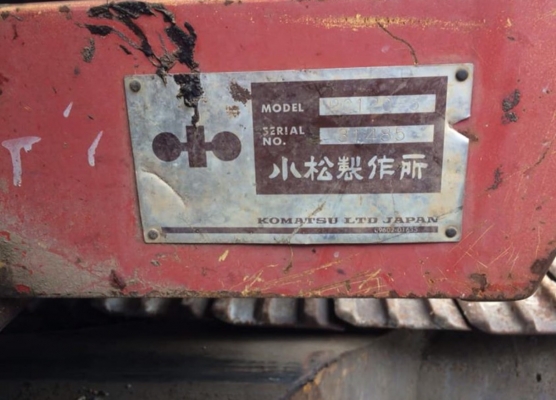 MODEL
SERIAL
NO.
小松製作所
KOMATSU LTD JAPAN